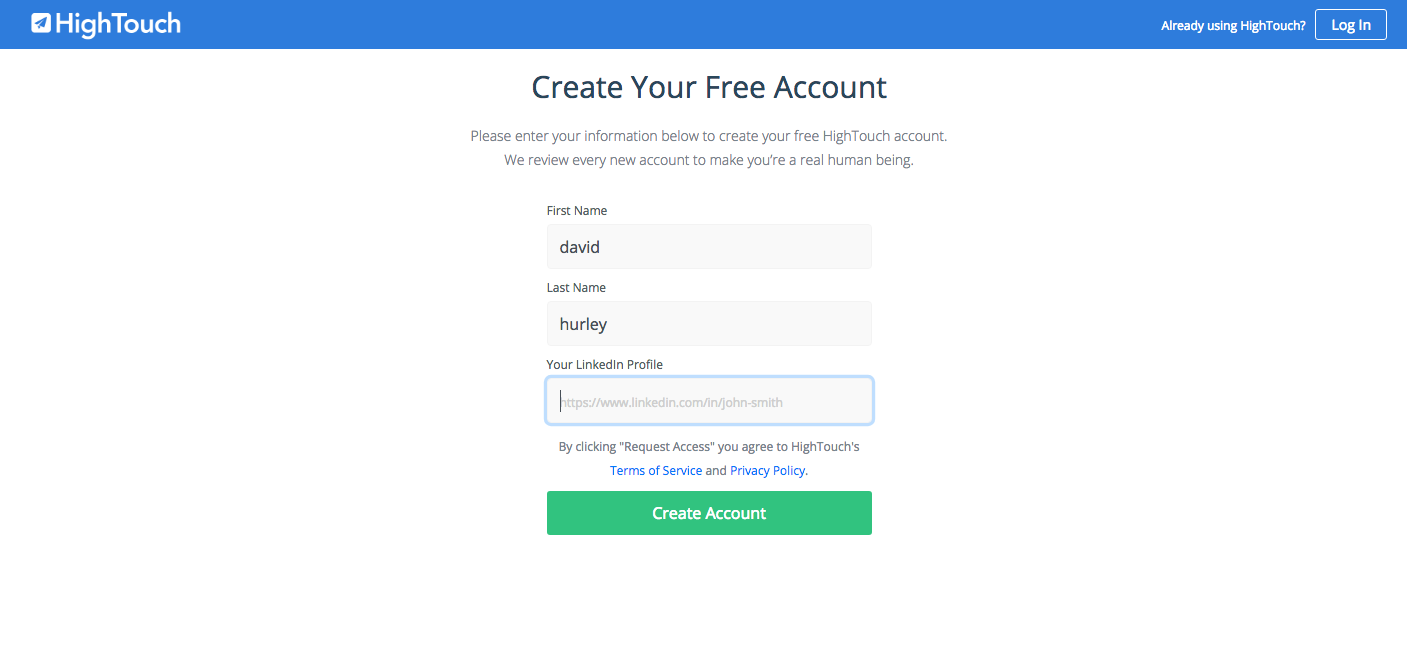 HighTouch
Already using HighTouch?
Log In
Create Your Free Account
Please enter your information below to create your free HighTouch account.
We review every new account to make you’re a real human being.
First Name
david
Last Name
hurley
Your LinkedIn Profile
https://www.linkedin.com/in/john-smith
By clicking "Request Access" you agree to HighTouch's
Terms of Service and Privacy Policy.
Create Account